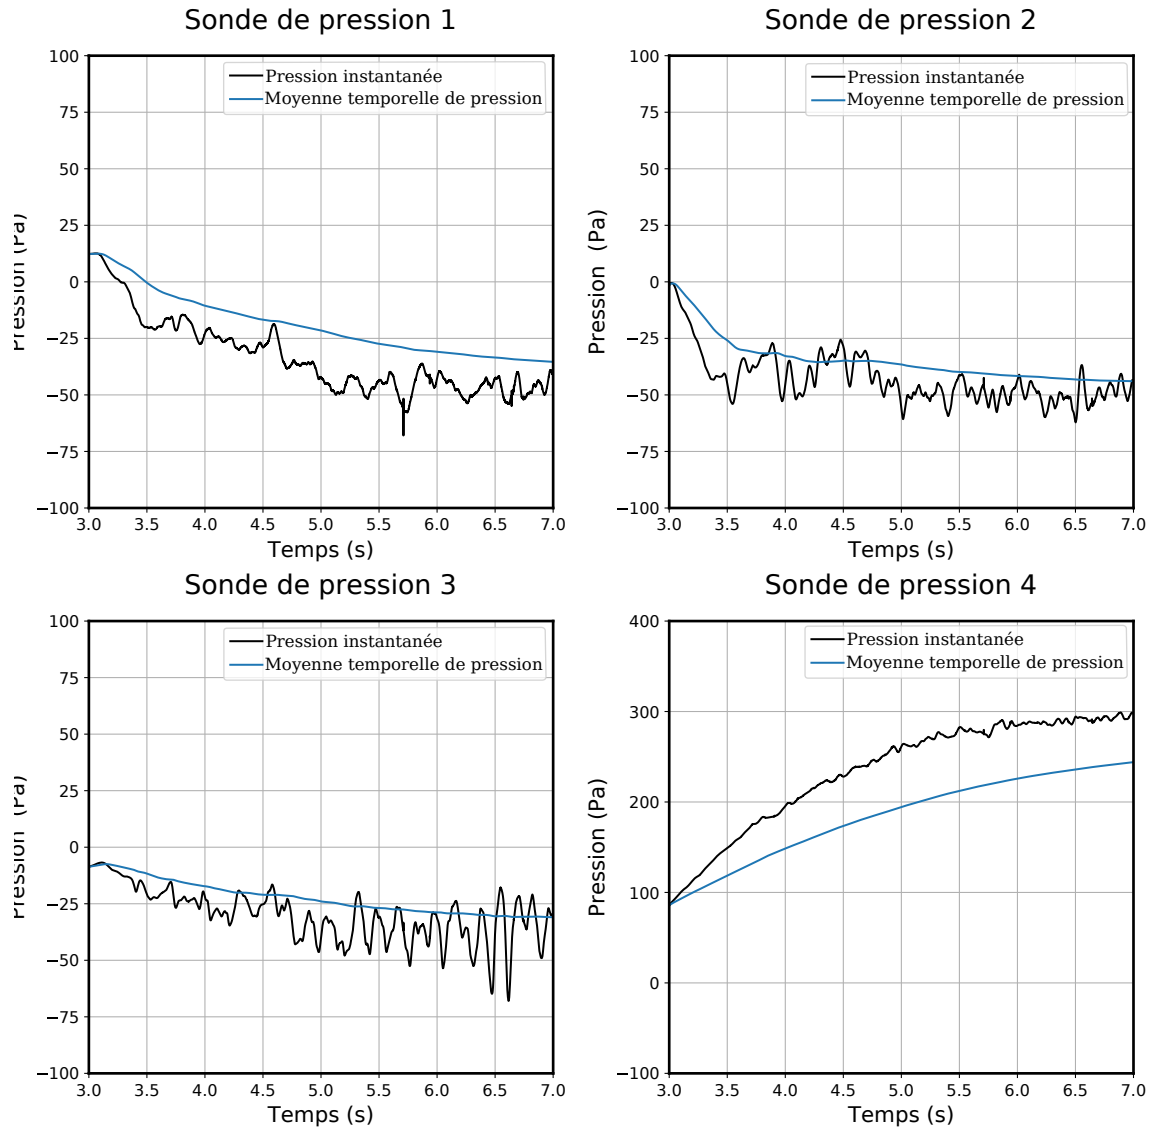 Sonde de pression 1
Pression instantanée
Moyenne temporelle de pression
100
75
50
25
0
−25
−50
−75
−100
Pression (Pa)
3.0 3.5 4.0 4.5 5.0 5.5 6.0 6.5 7.0
Temps (s)
Sonde de pression 2
Pression instantanée
Moyenne temporelle de pression
100
75
50
25
0
−25
−50
−75
−100
Pression (Pa)
3.0 3.5 4.0 4.5 5.0 5.5 6.0 6.5 7.0
Temps (s)
Sonde de pression 3
Pression instantanée
Moyenne temporelle de pression
100
75
50
25
0
−25
−50
−75
−100
Pression (Pa)
3.0 3.5 4.0 4.5 5.0 5.5 6.0 6.5 7.0
Temps (s)
Sonde de pression 4
Pression instantanée
Moyenne temporelle de pression
400
300
200
100
0
−100
Pression (Pa)
3.0 3.5 4.0 4.5 5.0 5.5 6.0 6.5 7.0
Temps (s)